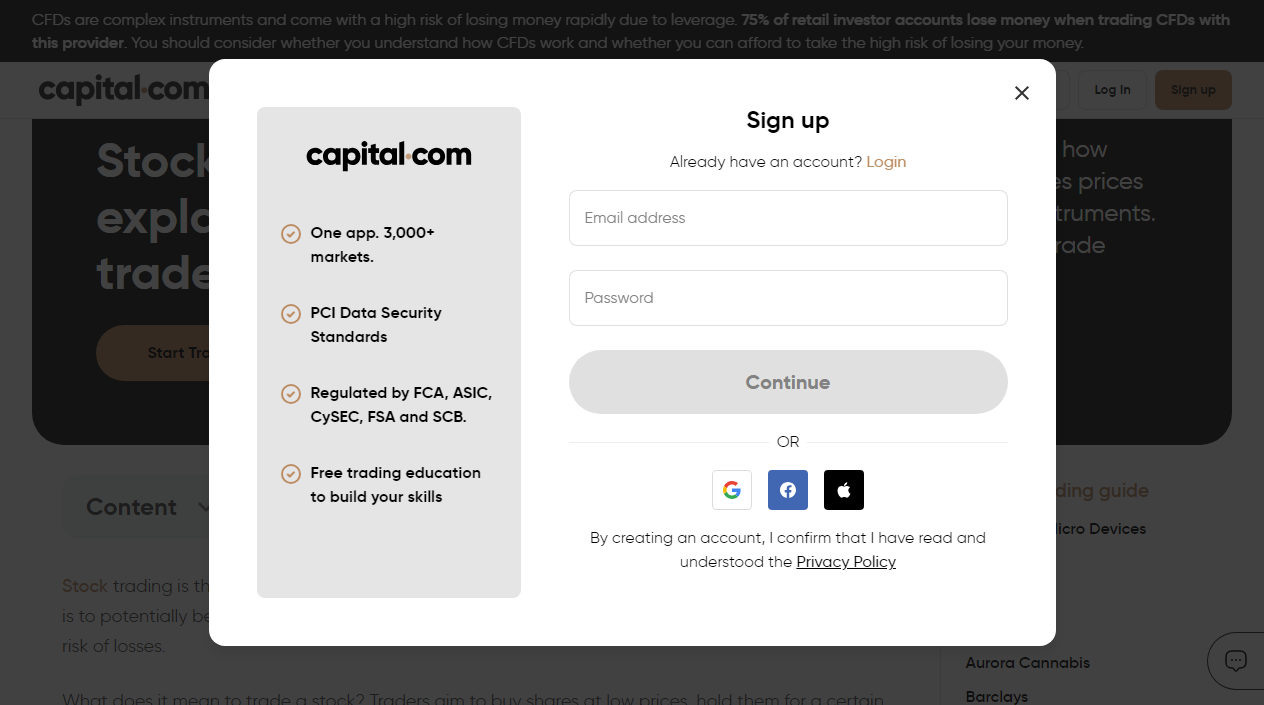 CFDs are complex instruments and come with a high risk of losing money rapidly due to leverage. 75% of retail investor accounts lose money when trading CFDs with
this provider. You should consider whether you understand how CFDs work and whether you can afford to take the high risk of losing your money.
capital.com
Log In
Sign up
Stock
explo
trade
how
es prices
truments.
rade
Start Tra
capital.com
One app. 3,000+
markets.
PCI Data Security
Standards
Regulated by FCA, ASIC,
CySEC, FSA and SCB.
Free trading education
to build your skills
Sign up
Already have an account? Login
Email address
Password
Continue
OR
By creating an account, I confirm that I have read and
understood the Privacy Policy
Content
ding guide
Micro Devices
Stock trading is th
is to potentially be
risk of losses.
Aurora Cannabis
What does it mean to trade a stock? Traders aim to buy shares at low prices, hold them for a certain
Barclays